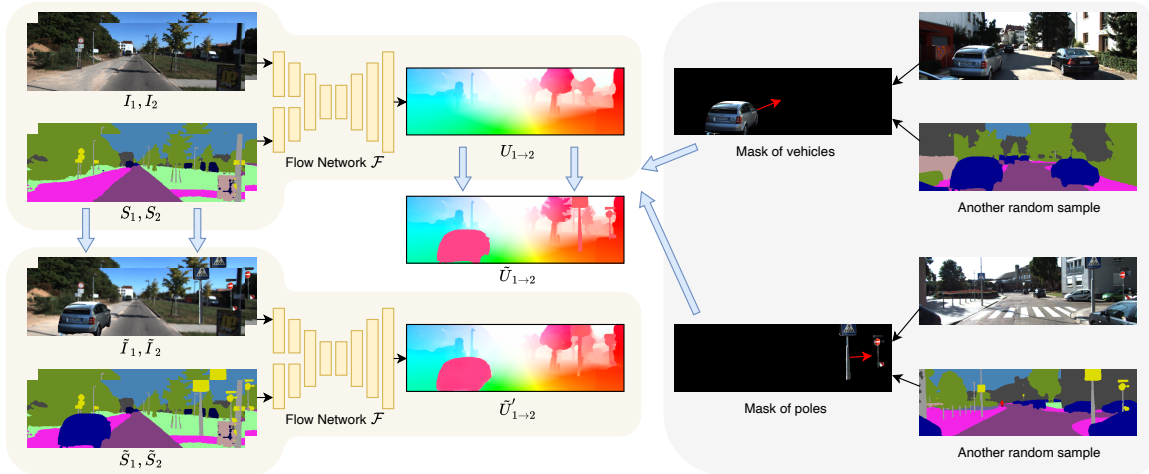 I₁, I₂
Flow Network F
U₁→₂
S₁, S₂
Ũ₁→₂
Ĩ₁, Ĩ₂
Flow Network F
Ũ′₁→₂
S̃₁, S̃₂
Mask of vehicles
Another random sample
Mask of poles
Another random sample